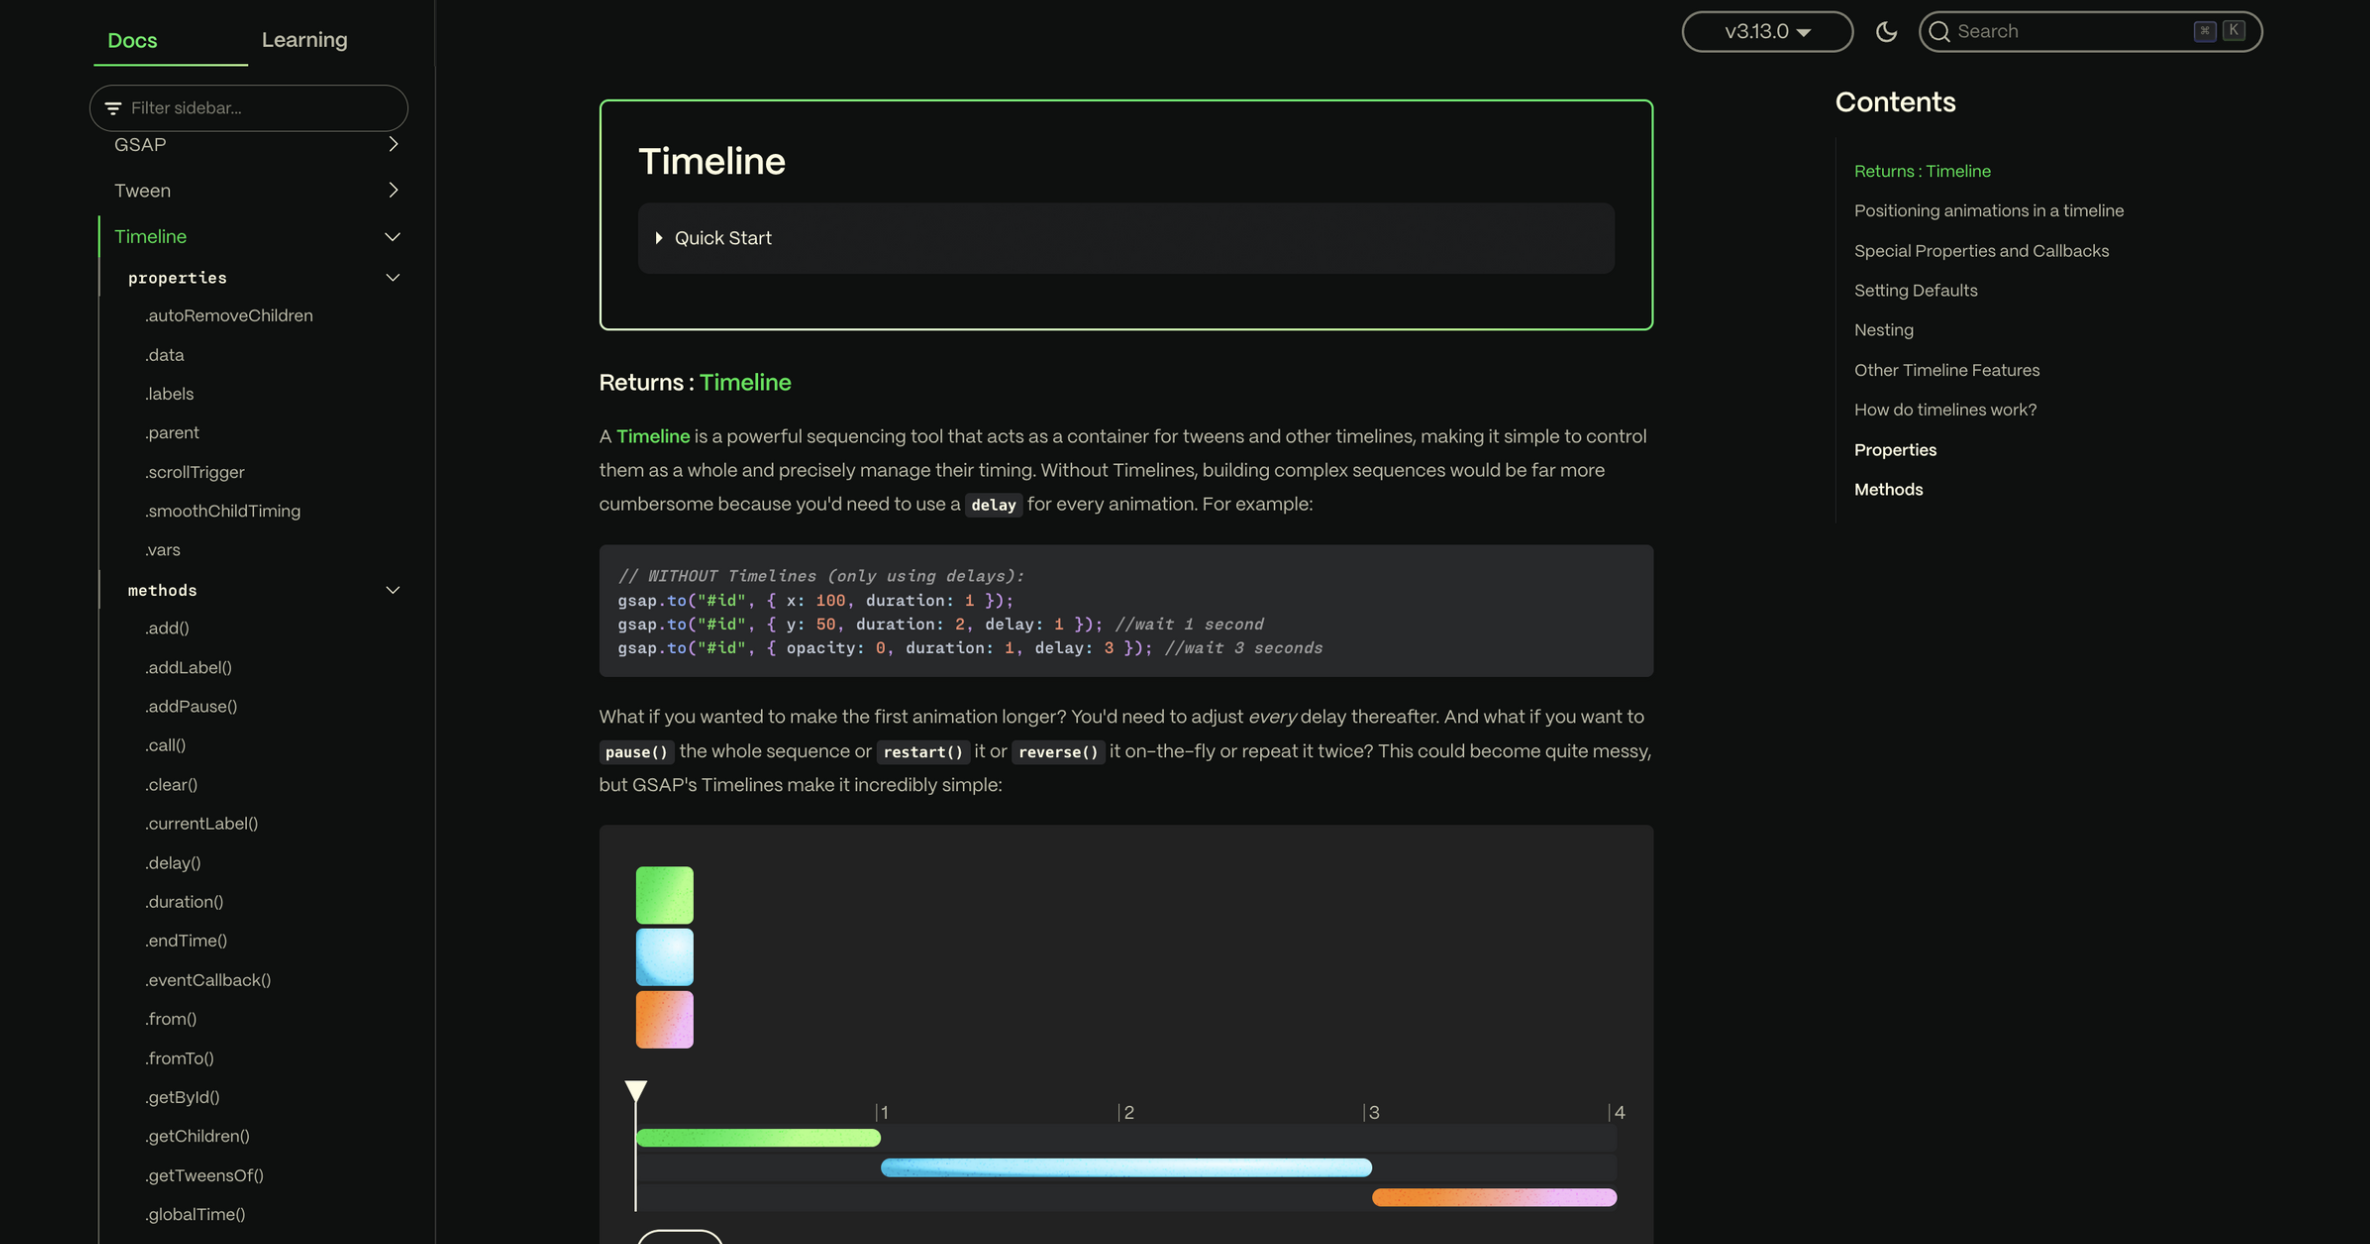 Docs
Learning
Filter sidebar...
GSAP
Tween
Timeline
properties
.autoRemoveChildren
.data
.labels
.parent
.scrollTrigger
.smoothChildTiming
.vars
methods
.add()
.addLabel()
.addPause()
.call()
.clear()
.currentLabel()
.delay()
.duration()
.endTime()
.eventCallback()
.from()
.fromTo()
.getById()
.getChildren()
.getTweensOf()
.globalTime()
v3.13.0
Search ⌘ K
Timeline
Quick Start
Returns : Timeline
A Timeline is a powerful sequencing tool that acts as a container for tweens and other timelines, making it simple to control
them as a whole and precisely manage their timing. Without Timelines, building complex sequences would be far more
cumbersome because you'd need to use a delay for every animation. For example:
// WITHOUT Timelines (only using delays):
gsap.to("#id", { x: 100, duration: 1 });
gsap.to("#id", { y: 50, duration: 2, delay: 1 }); //wait 1 second
gsap.to("#id", { opacity: 0, duration: 1, delay: 3 }); //wait 3 seconds
What if you wanted to make the first animation longer? You'd need to adjust every delay thereafter. And what if you want to
pause() the whole sequence or restart() it or reverse() it on-the-fly or repeat it twice? This could become quite messy,
but GSAP's Timelines make it incredibly simple:
1 2 3 4
Contents
Returns : Timeline
Positioning animations in a timeline
Special Properties and Callbacks
Setting Defaults
Nesting
Other Timeline Features
How do timelines work?
Properties
Methods